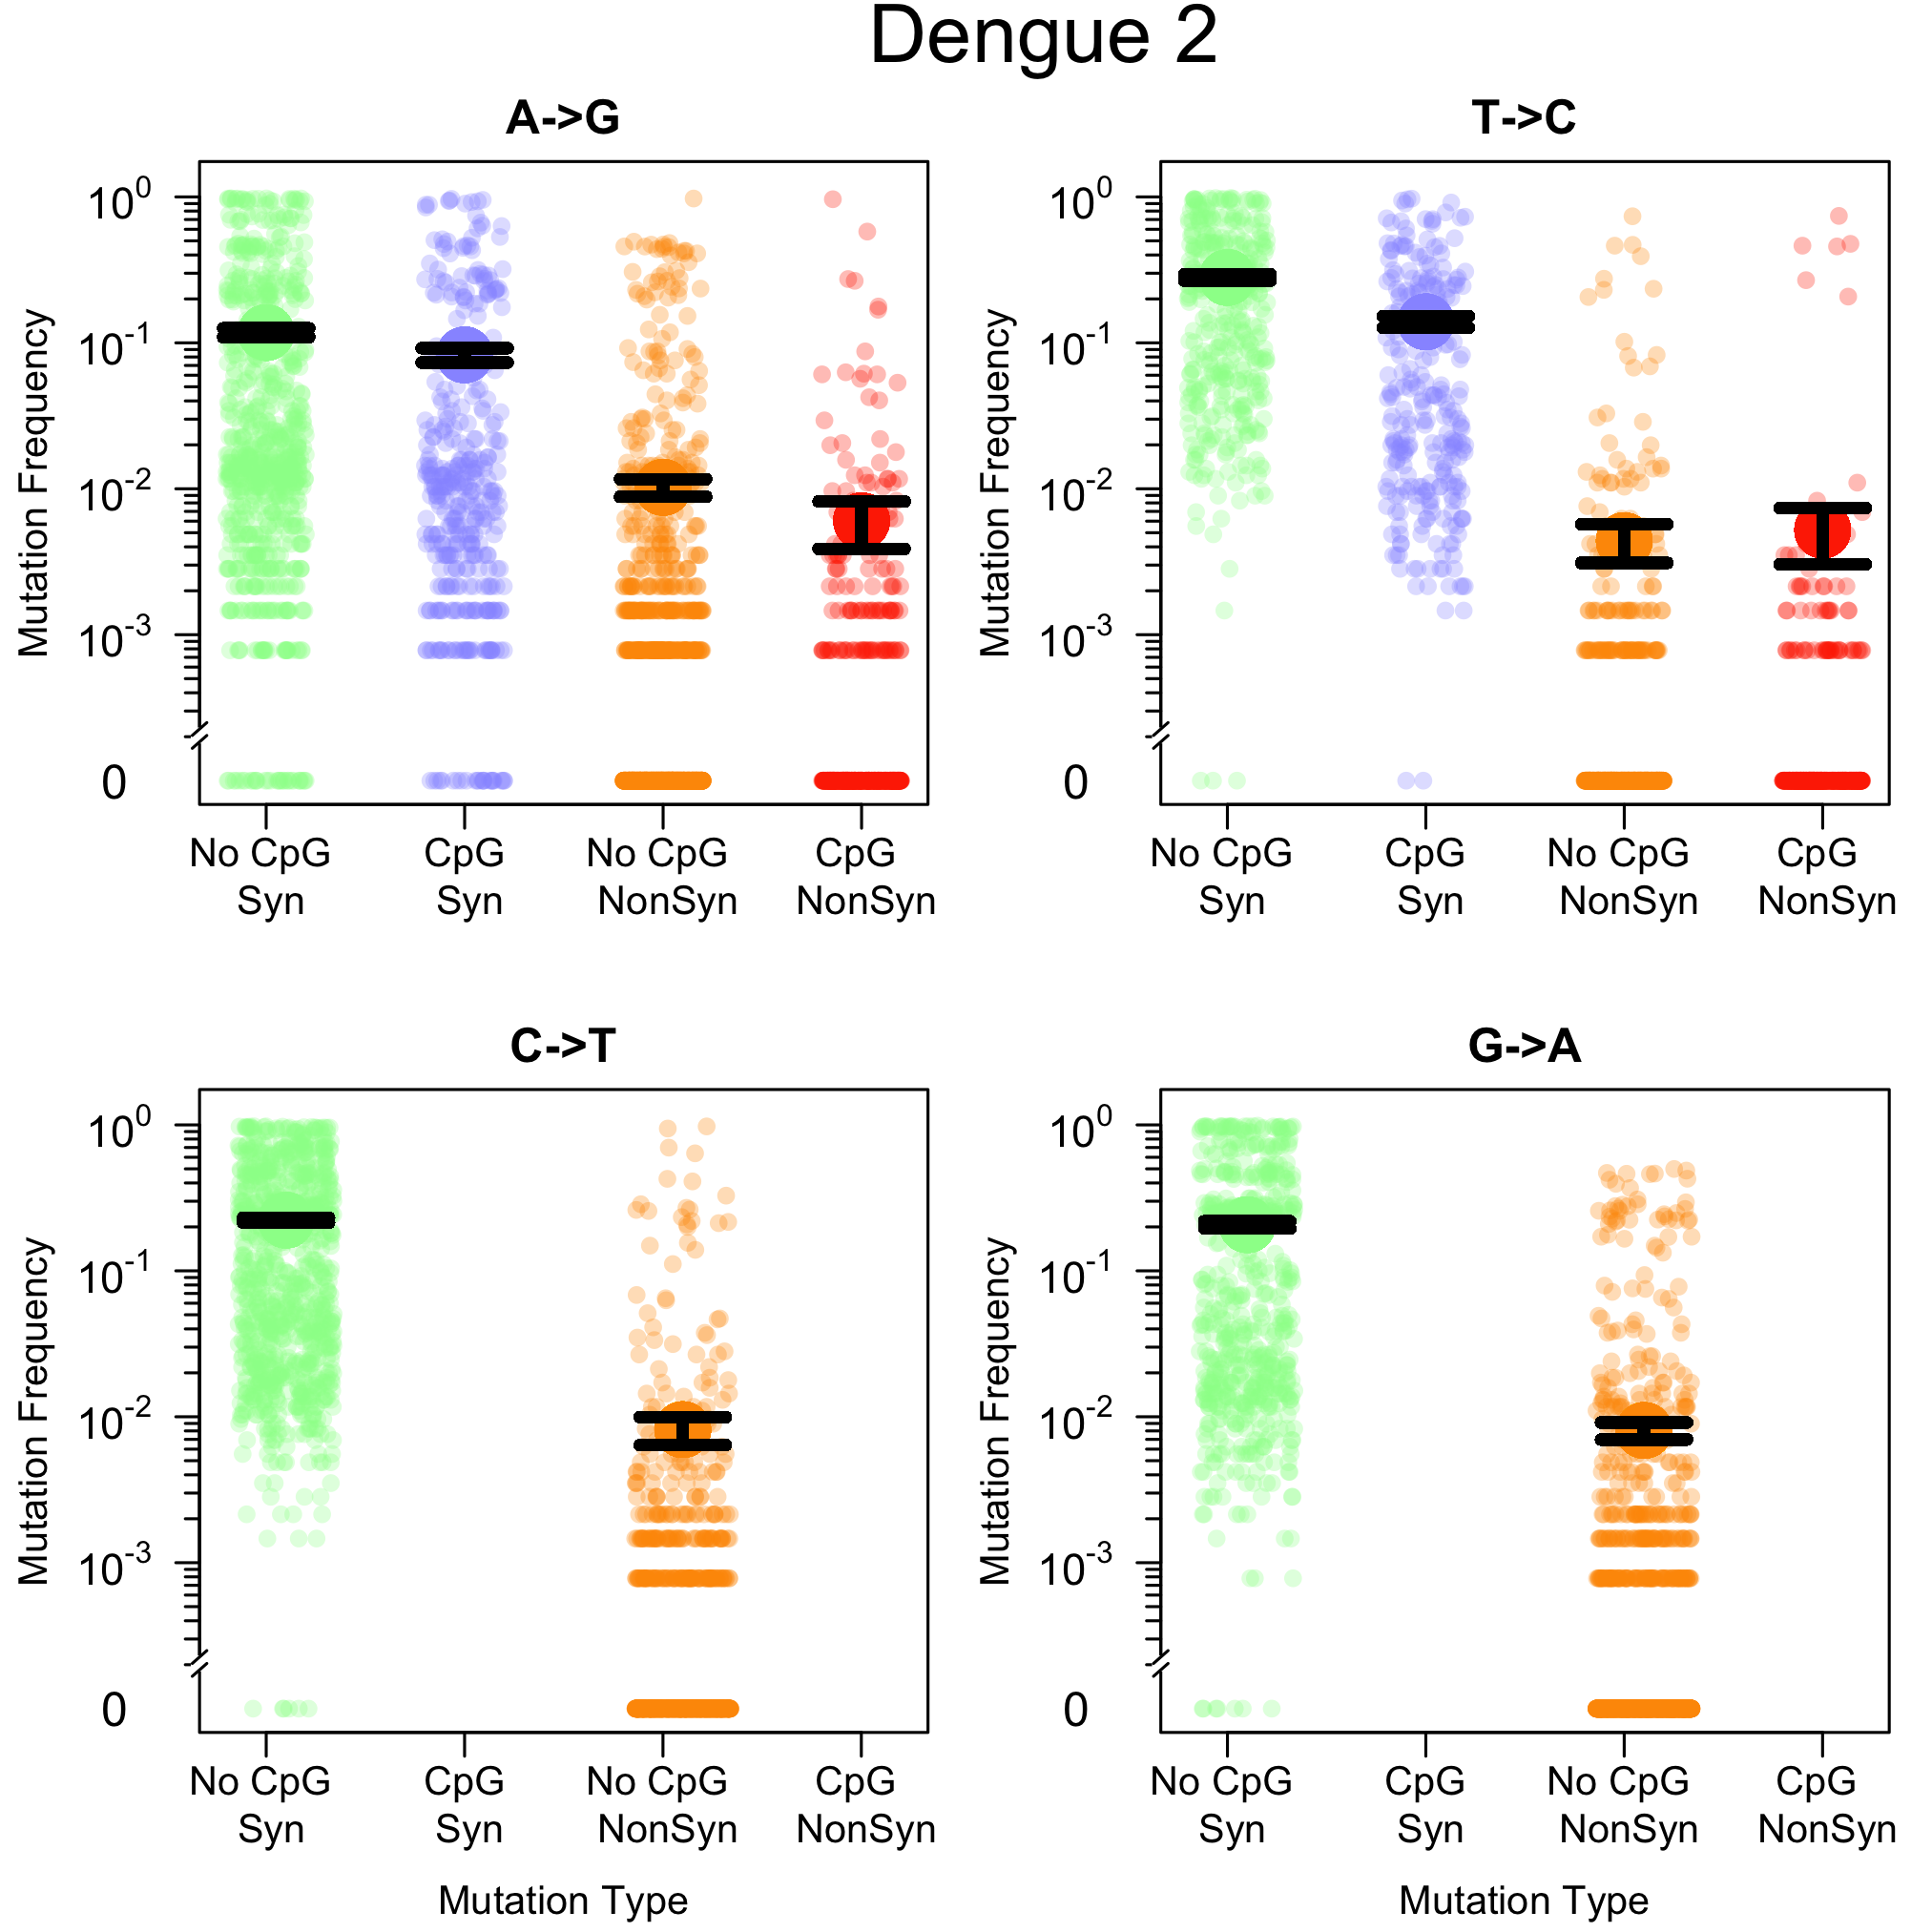 Dengue 2
A->G
Mutation Frequency
10^0
10^-1
10^-2
10^-3
0
No CpG Syn
CpG Syn
No CpG NonSyn
CpG NonSyn
T->C
Mutation Frequency
10^0
10^-1
10^-2
10^-3
0
No CpG Syn
CpG Syn
No CpG NonSyn
CpG NonSyn
C->T
Mutation Frequency
10^0
10^-1
10^-2
10^-3
0
No CpG Syn
CpG Syn
No CpG NonSyn
CpG NonSyn
Mutation Type
G->A
Mutation Frequency
10^0
10^-1
10^-2
10^-3
0
No CpG Syn
CpG Syn
No CpG NonSyn
CpG NonSyn
Mutation Type